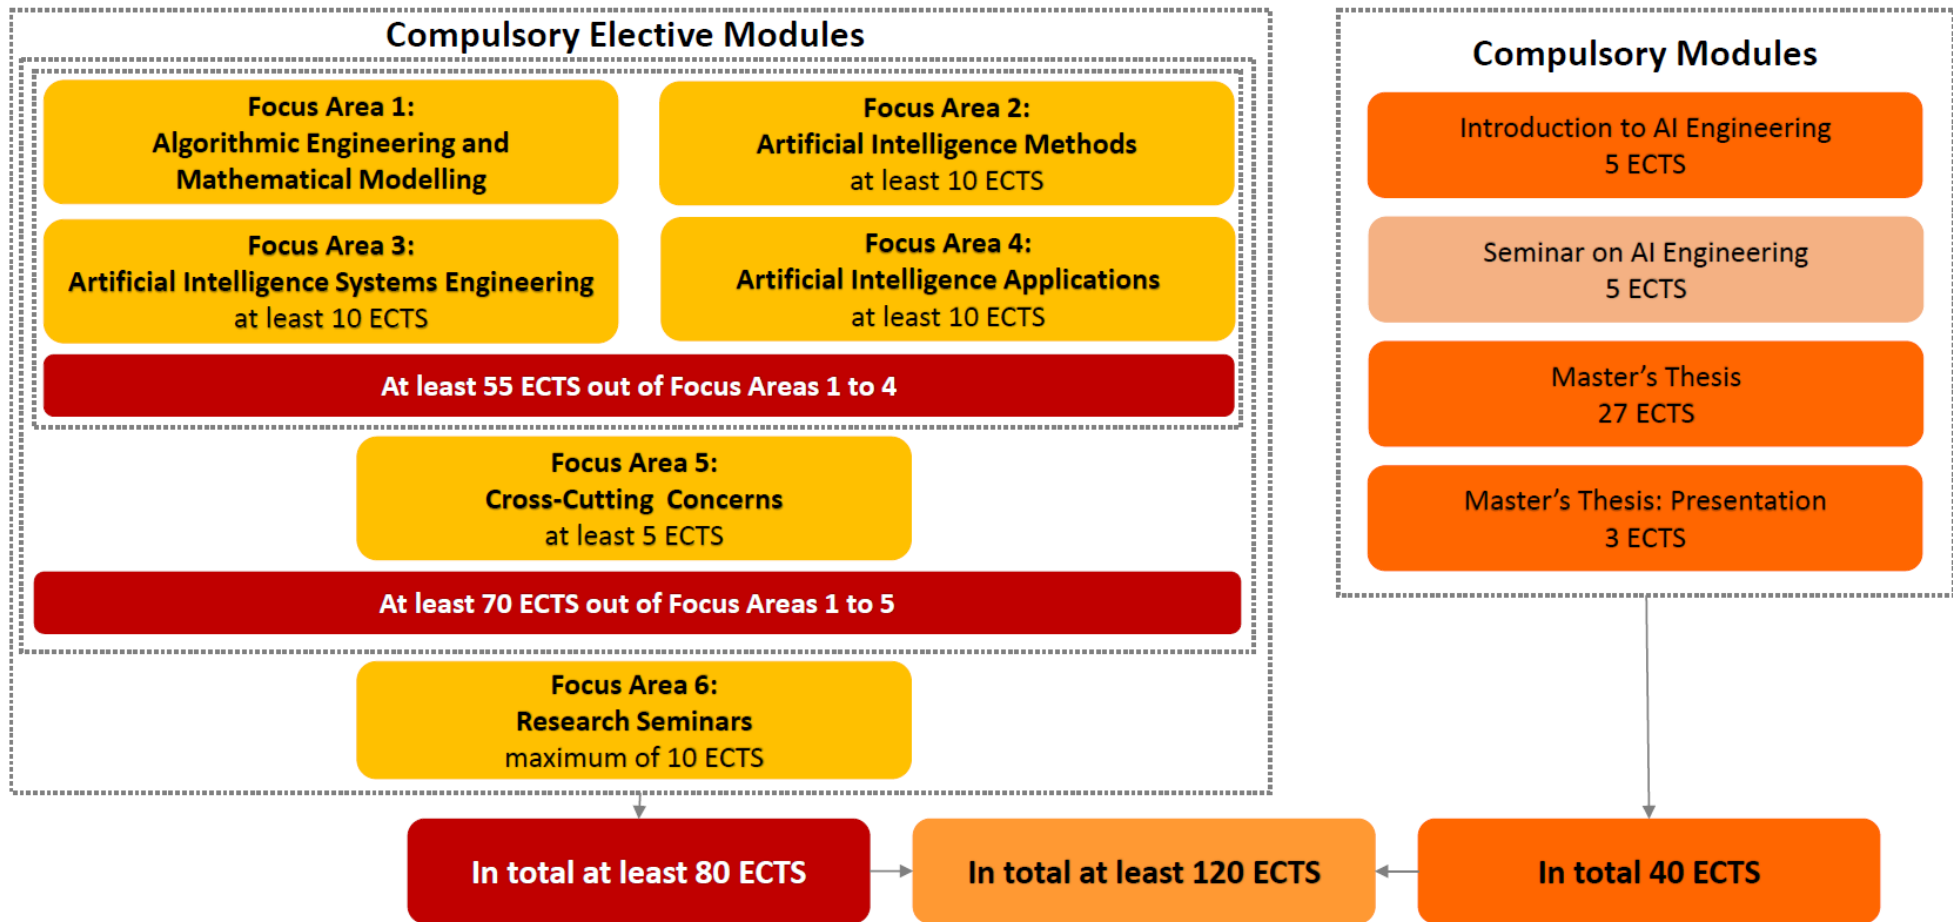 Compulsory Elective Modules
Focus Area 1:
Algorithmic Engineering and
Mathematical Modelling
Focus Area 2:
Artificial Intelligence Methods
at least 10 ECTS
Focus Area 3:
Artificial Intelligence Systems Engineering
at least 10 ECTS
Focus Area 4:
Artificial Intelligence Applications
at least 10 ECTS
At least 55 ECTS out of Focus Areas 1 to 4
Focus Area 5:
Cross-Cutting Concerns
at least 5 ECTS
At least 70 ECTS out of Focus Areas 1 to 5
Focus Area 6:
Research Seminars
maximum of 10 ECTS
Compulsory Modules
Introduction to AI Engineering
5 ECTS
Seminar on AI Engineering
5 ECTS
Master’s Thesis
27 ECTS
Master’s Thesis: Presentation
3 ECTS
In total at least 80 ECTS
In total at least 120 ECTS
In total 40 ECTS